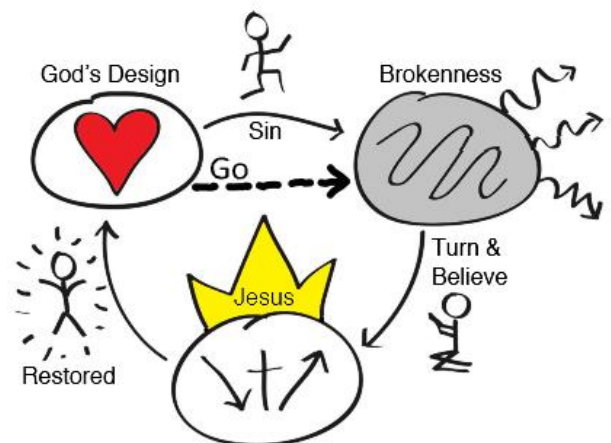 God's Design
Brokenness
Sin
Go
Turn &
Believe
Jesus
Restored